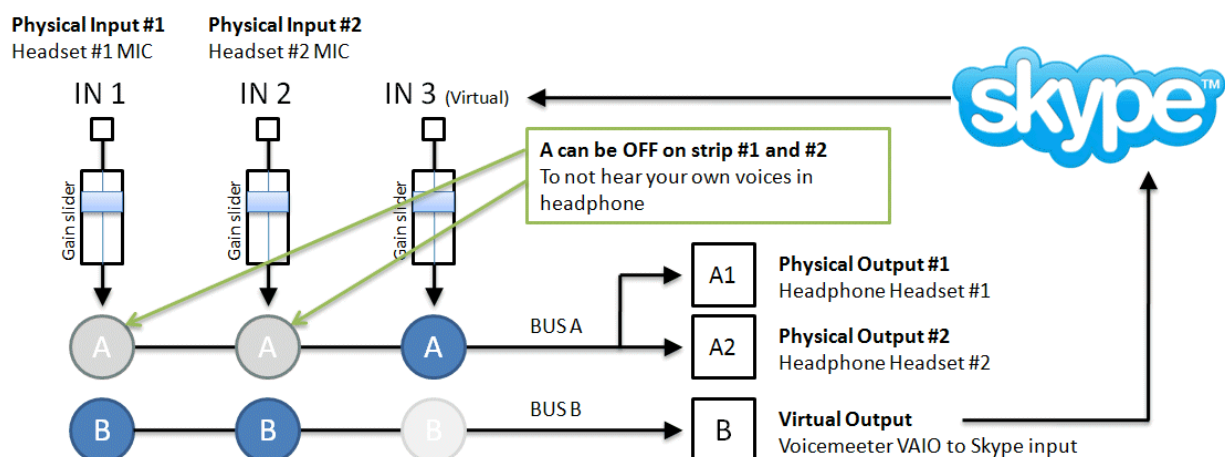 Physical Input #1
Headset #1 MIC
Physical Input #2
Headset #2 MIC
IN 1
IN 2
IN 3 (Virtual)
skype™
A can be OFF on strip #1 and #2
To not hear your own voices in
headphone
Gain slider
Gain slider
Gain slider
A
A
A
BUS A
A1
Physical Output #1
Headphone Headset #1
A2
Physical Output #2
Headphone Headset #2
B
B
B
BUS B
B
Virtual Output
Voicemeeter VAIO to Skype input